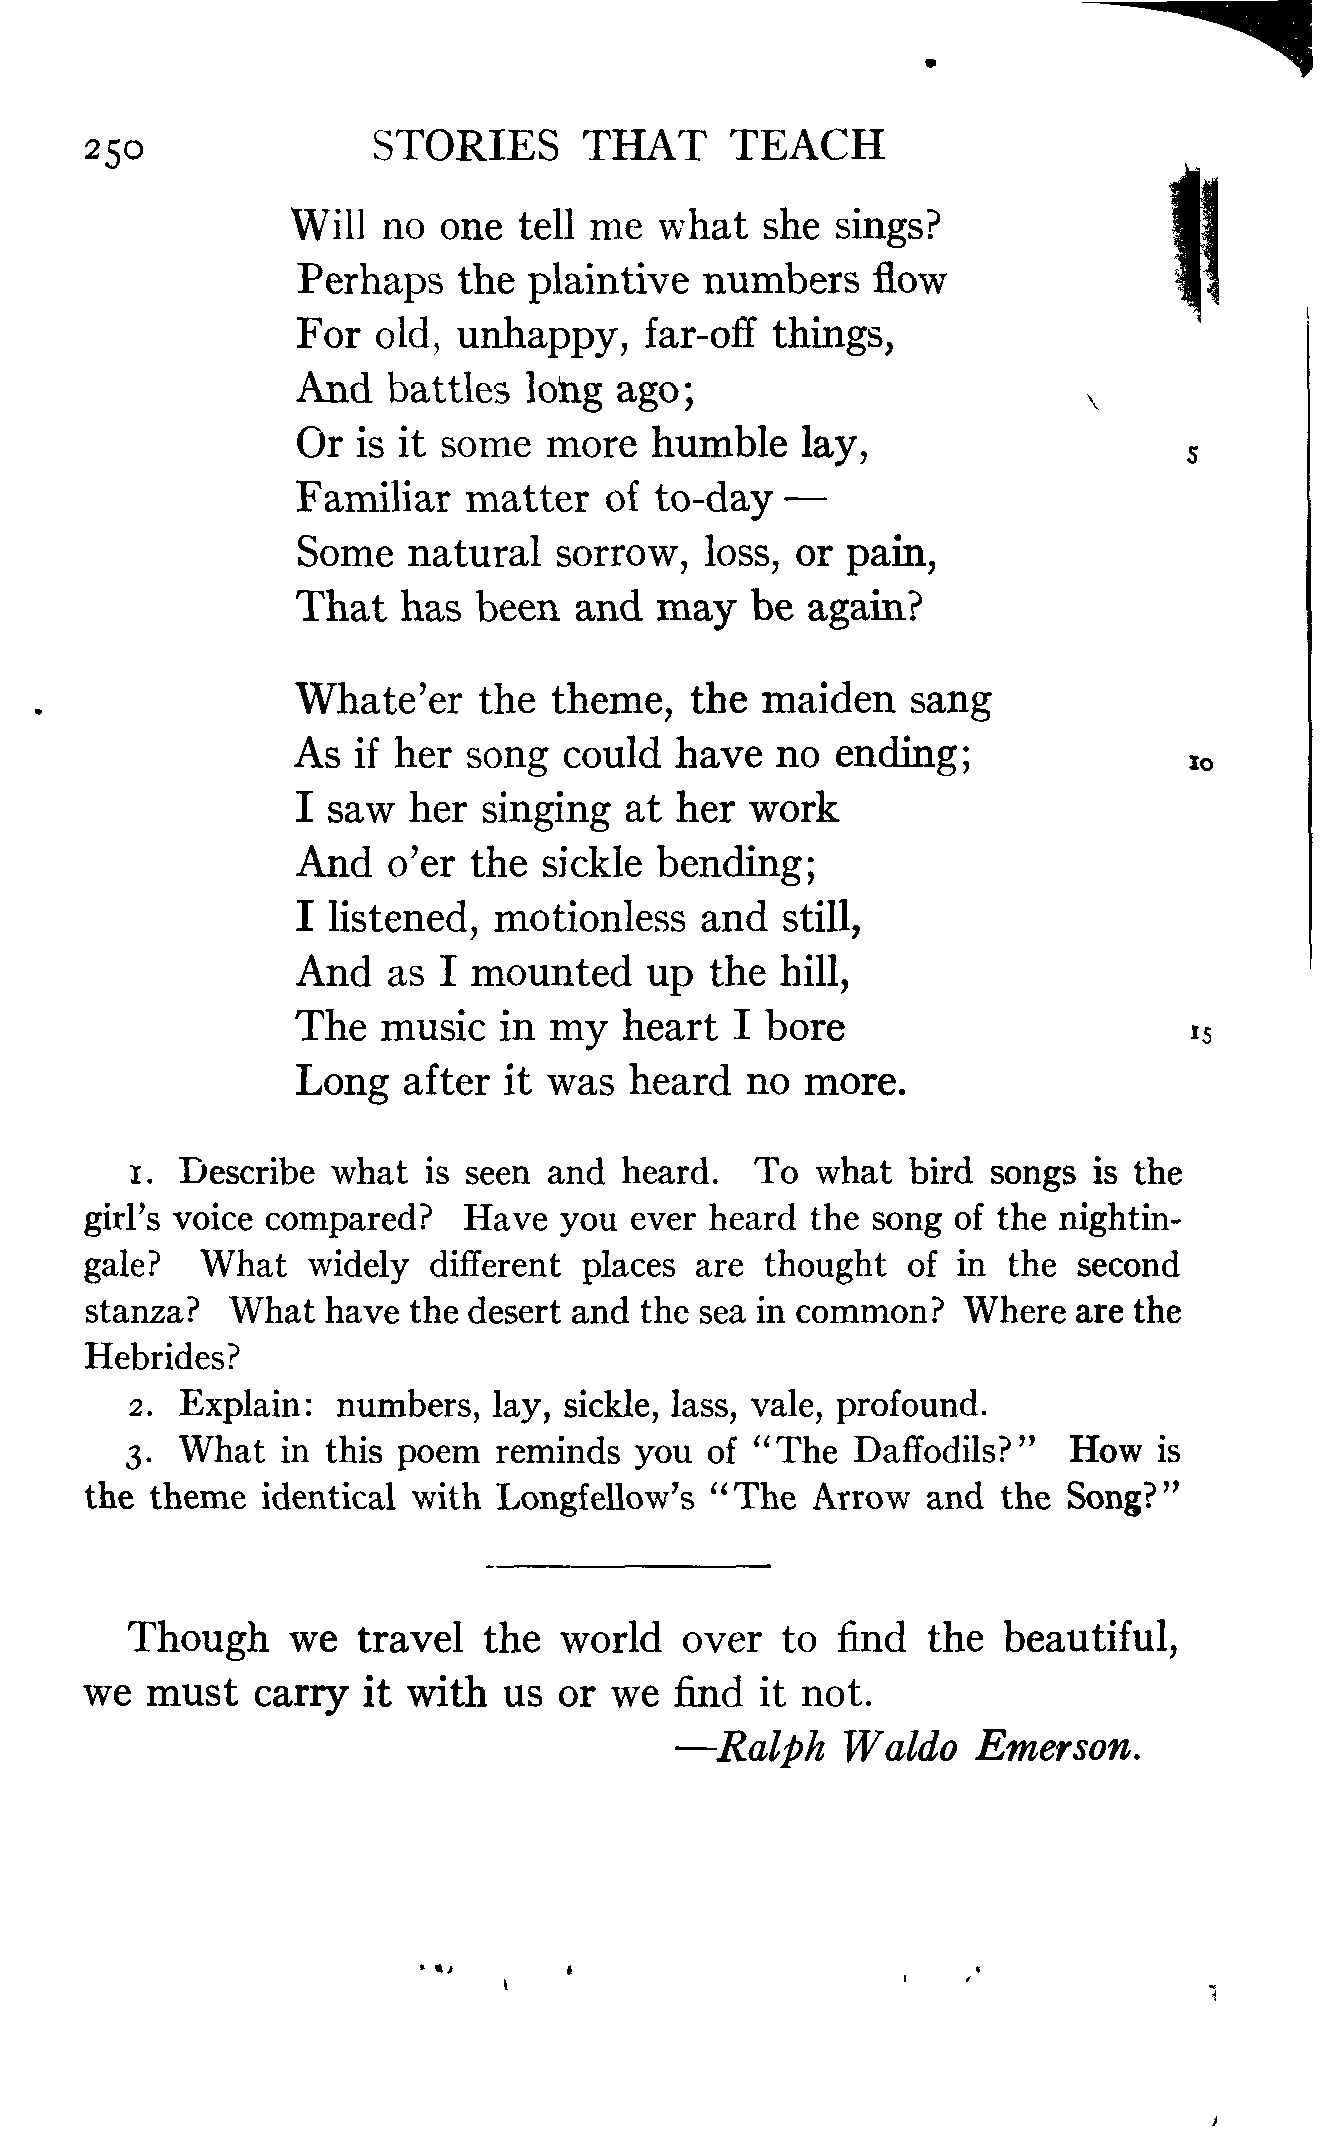 250 STORIES THAT TEACH
Will no one tell me what she sings?
Perhaps the plaintive numbers flow
For old, unhappy, far-off things,
And battles long ago;
Or is it some more humble lay, 5
Familiar matter of to-day —
Some natural sorrow, loss, or pain,
That has been and may be again?
Whate'er the theme, the maiden sang
As if her song could have no ending; 10
I saw her singing at her work
And o'er the sickle bending;
I listened, motionless and still,
And as I mounted up the hill,
The music in my heart I bore 15
Long after it was heard no more.
1. Describe what is seen and heard. To what bird songs is the
girl's voice compared? Have you ever heard the song of the nightin-
gale? What widely different places are thought of in the second
stanza? What have the desert and the sea in common? Where are the
Hebrides?
2. Explain: numbers, lay, sickle, lass, vale, profound.
3. What in this poem reminds you of "The Daffodils?" How is
the theme identical with Longfellow's "The Arrow and the Song?"
Though we travel the world over to find the beautiful,
we must carry it with us or we find it not.
—Ralph Waldo Emerson.